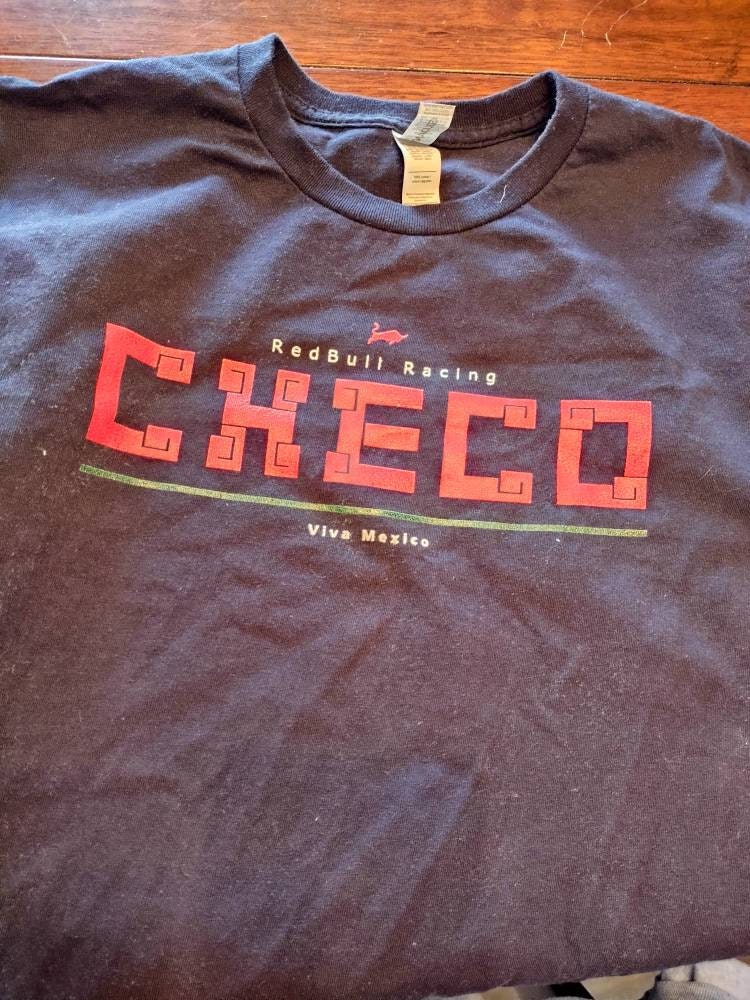 RedBull Racing
CHECO
Viva Mexico